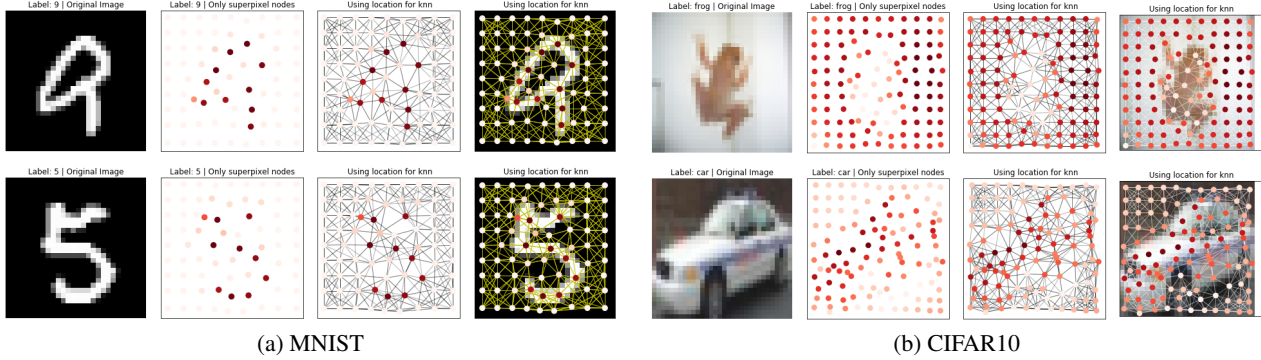 Label: 9 | Original Image
Label: 9 | Only superpixel nodes
Using location for knn
Using location for knn
Label: 5 | Original Image
Label: 5 | Only superpixel nodes
Using location for knn
Using location for knn
(a) MNIST
Label: frog | Original Image
Label: frog | Only superpixel nodes
Using location for knn
Using location for knn
Label: car | Original Image
Label: car | Only superpixel nodes
Using location for knn
Using location for knn
(b) CIFAR10